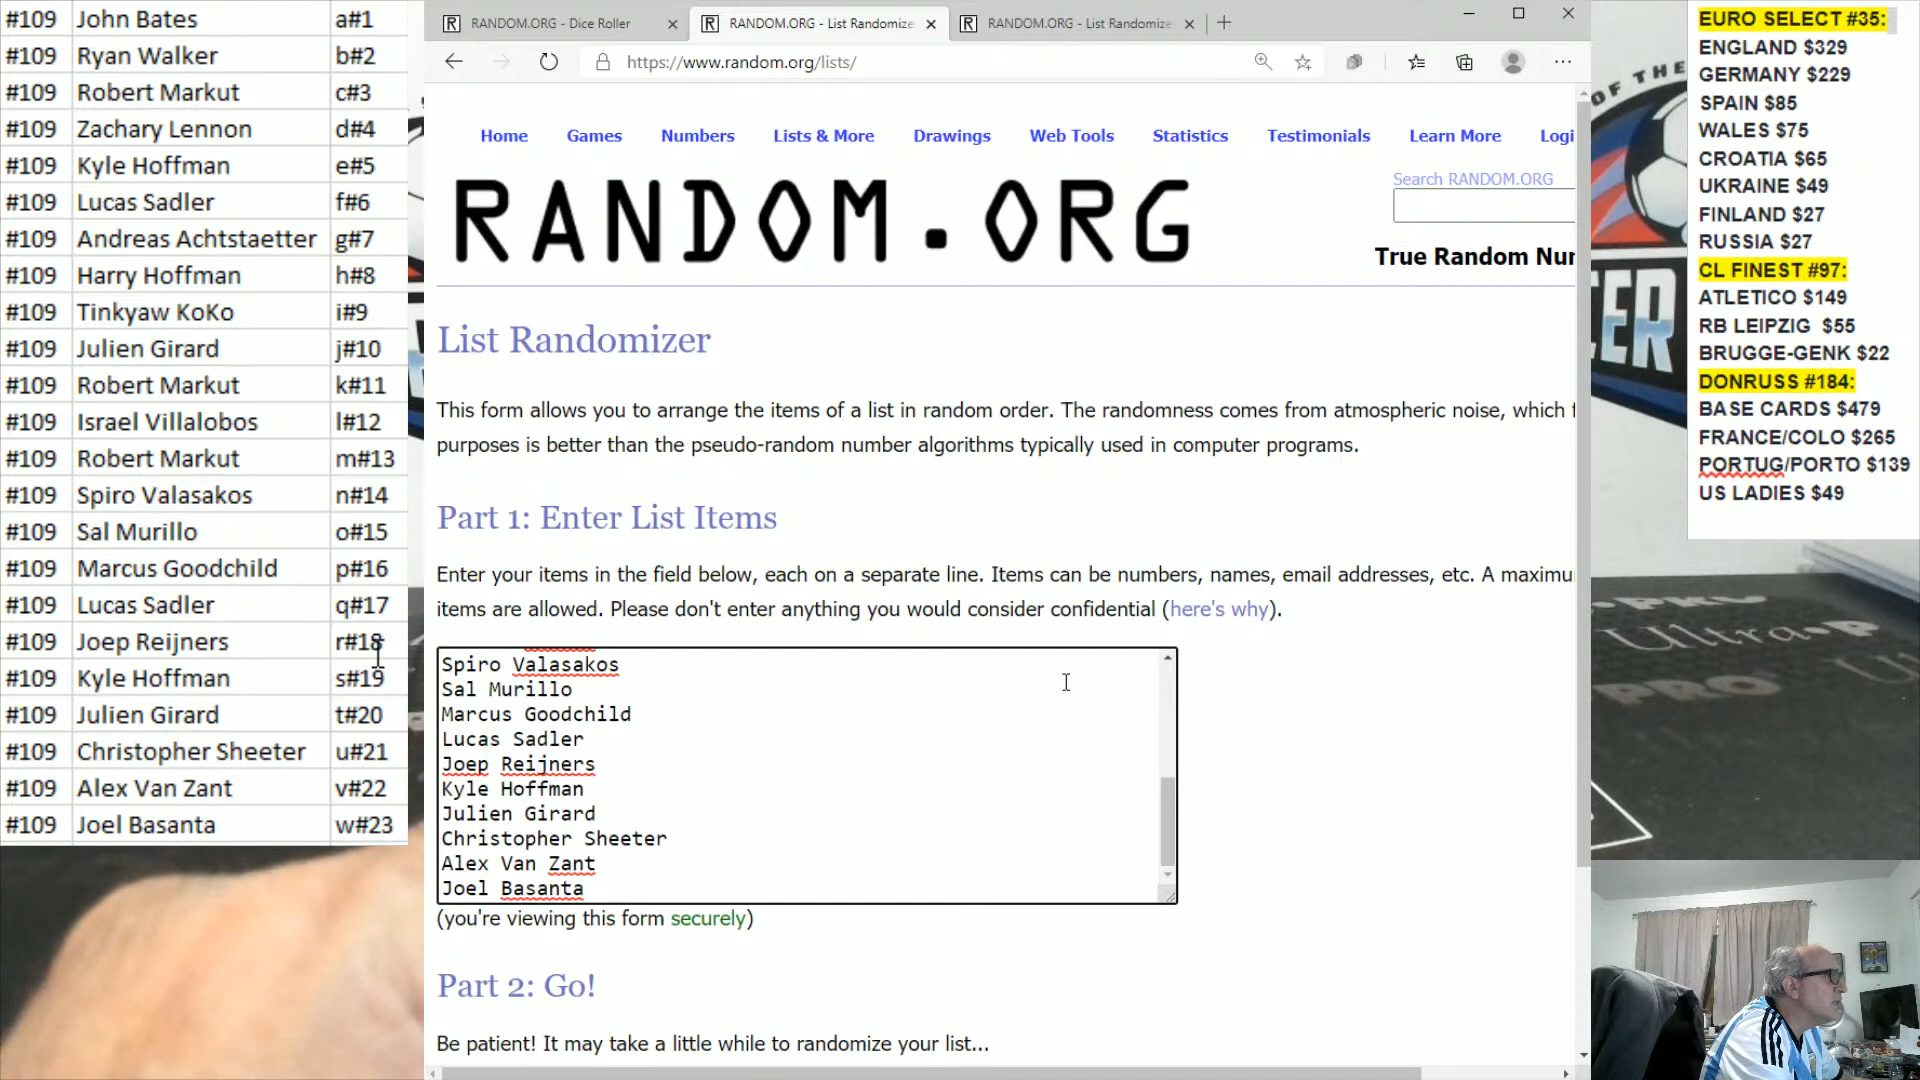 #109 John Bates a#1
#109 Ryan Walker b#2
#109 Robert Markut c#3
#109 Zachary Lennon d#4
#109 Kyle Hoffman e#5
#109 Lucas Sadler f#6
#109 Andreas Achtstaetter g#7
#109 Harry Hoffman h#8
#109 Tinkyaw KoKo i#9
#109 Julien Girard j#10
#109 Robert Markut k#11
#109 Israel Villalobos l#12
#109 Robert Markut m#13
#109 Spiro Valasakos n#14
#109 Sal Murillo o#15
#109 Marcus Goodchild p#16
#109 Lucas Sadler q#17
#109 Joep Reijners r#18
#109 Kyle Hoffman s#19
#109 Julien Girard t#20
#109 Christopher Sheeter u#21
#109 Alex Van Zant v#22
#109 Joel Basanta w#23
RANDOM.ORG - Dice Roller
RANDOM.ORG - List Randomize
RANDOM.ORG - List Randomize
https://www.random.org/lists/
Home Games Numbers Lists & More Drawings Web Tools Statistics Testimonials Learn More Logi
RANDOM.ORG
Search RANDOM.ORG
True Random Nur
List Randomizer
This form allows you to arrange the items of a list in random order. The randomness comes from atmospheric noise, which f
purposes is better than the pseudo-random number algorithms typically used in computer programs.
Part 1: Enter List Items
Enter your items in the field below, each on a separate line. Items can be numbers, names, email addresses, etc. A maximu
items are allowed. Please don't enter anything you would consider confidential (here's why).
Spiro Valasakos
Sal Murillo
Marcus Goodchild
Lucas Sadler
Joep Reijners
Kyle Hoffman
Julien Girard
Christopher Sheeter
Alex Van Zant
Joel Basanta
(you're viewing this form securely)
Part 2: Go!
Be patient! It may take a little while to randomize your list...
EURO SELECT #35:
ENGLAND $329
GERMANY $229
SPAIN $85
WALES $75
CROATIA $65
UKRAINE $49
FINLAND $27
RUSSIA $27
CL FINEST #97:
ATLETICO $149
RB LEIPZIG $55
BRUGGE-GENK $22
DONRUSS #184:
BASE CARDS $479
FRANCE/COLO $265
PORTUG/PORTO $139
US LADIES $49
OF THE
CER
Ultra•P
PRO